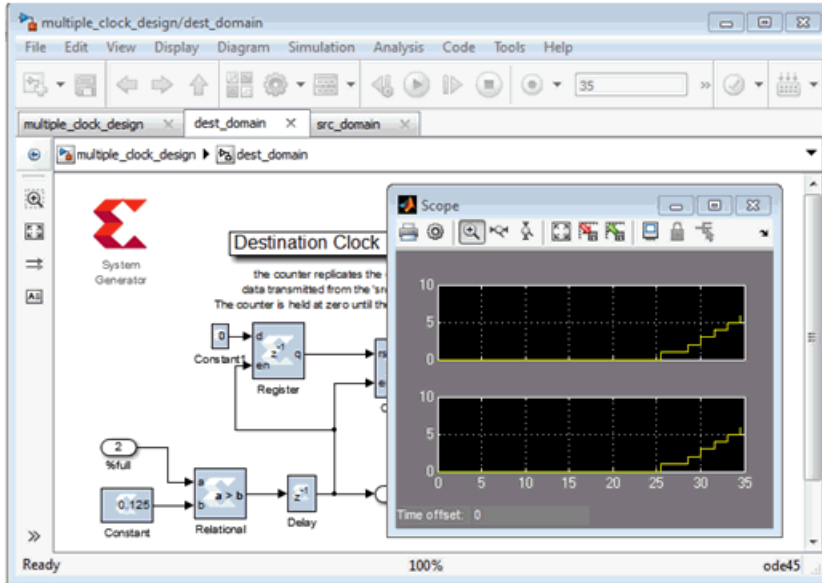 multiple_clock_design/dest_domain
File Edit View Display Diagram Simulation Analysis Code Tools Help
35
multiple_clock_design
dest_domain
src_domain
multiple_clock_design
dest_domain
System
Generator
Destination Clock
the counter replicates the
data transmitted from the 'src
The counter is held at zero until the
0
Constant1
d
en
z-1
q
Register
rs
e
2
%full
0.125
Constant
a
b
a > b
Relational
z-1
Delay
Scope
10
5
0
10
5
0
0 5 10 15 20 25 30 35
Time offset: 0
Ready
100%
ode45